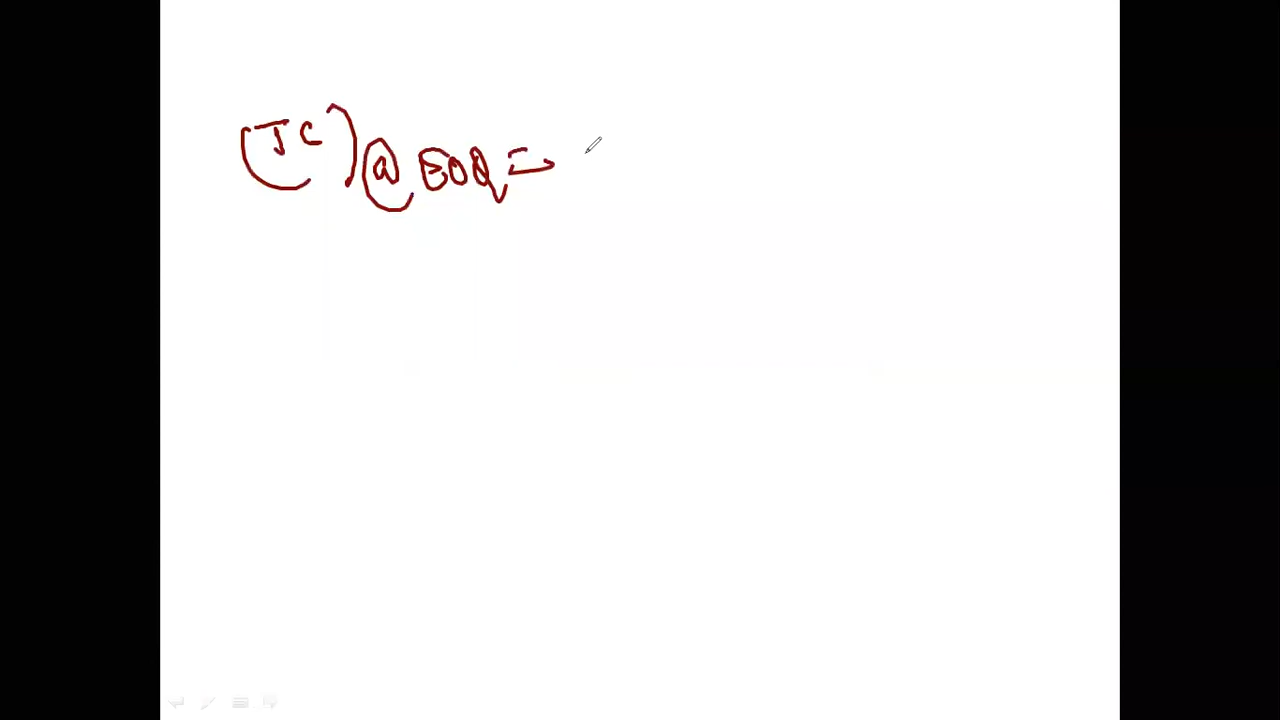 (TC)@ EOQ =